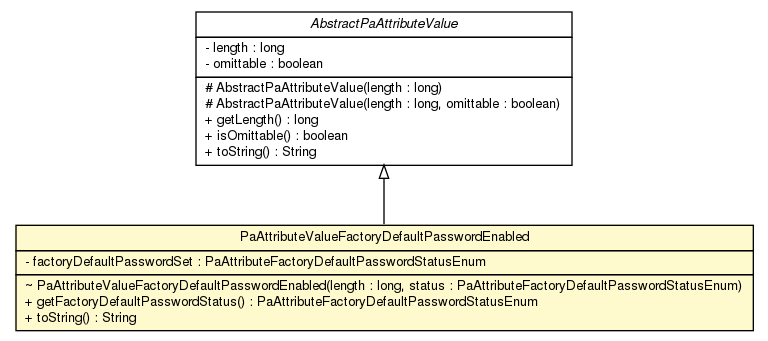 AbstractPaAttributeValue
- length : long
- omittable : boolean
# AbstractPaAttributeValue(length : long)
# AbstractPaAttributeValue(length : long, omittable : boolean)
+ getLength() : long
+ isOmittable() : boolean
+ toString() : String
PaAttributeValueFactoryDefaultPasswordEnabled
- factoryDefaultPasswordSet : PaAttributeFactoryDefaultPasswordStatusEnum
~ PaAttributeValueFactoryDefaultPasswordEnabled(length : long, status : PaAttributeFactoryDefaultPasswordStatusEnum)
+ getFactoryDefaultPasswordStatus() : PaAttributeFactoryDefaultPasswordStatusEnum
+ toString() : String